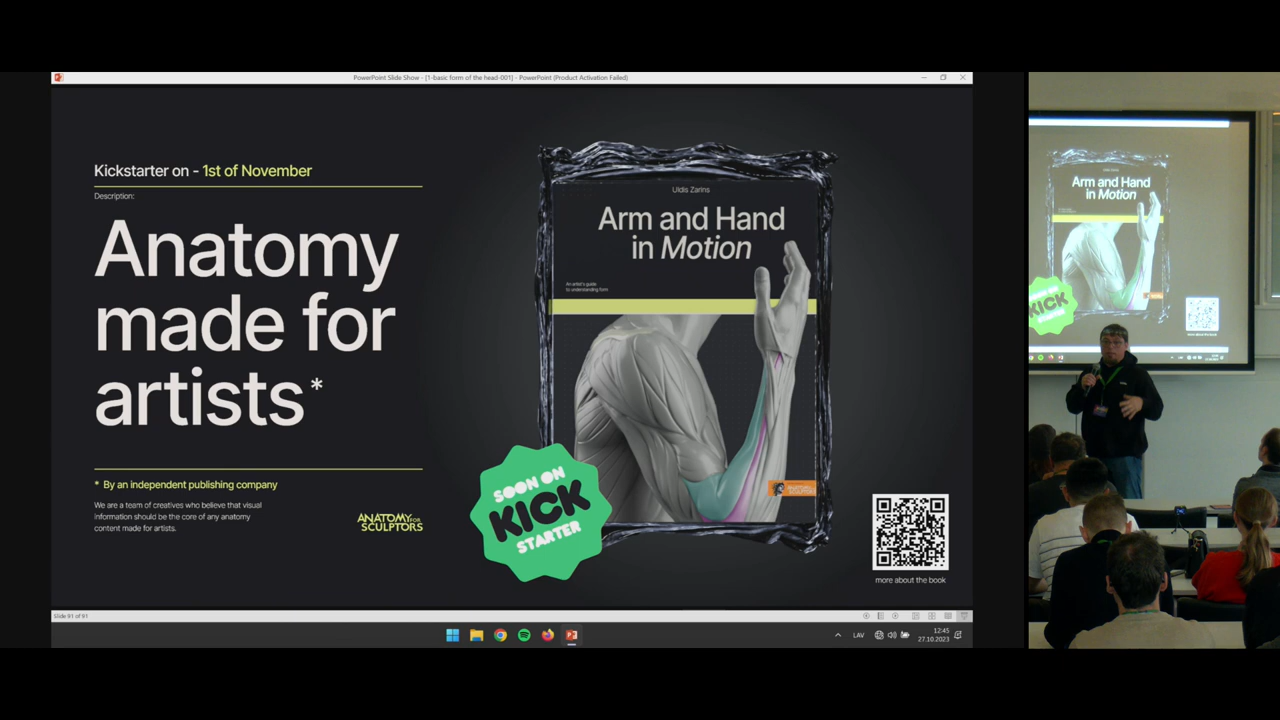 PowerPoint Slide Show - [1-basic form of the head-001] - PowerPoint (Product Activation Failed)
Kickstarter on - 1st of November
Description:
Anatomy
made for
artists*
* By an independent publishing company
We are a team of creatives who believe that visual
information should be the core of any anatomy
content made for artists.
ANATOMY FOR
SCULPTORS
Uldis Zarins
Arm and Hand
in Motion
An artist's guide
to understanding form
ANATOMY FOR
SCULPTORS
SOON ON
KICK
STARTER
more about the book
Slide 91 of 91
LAV
12:45
27.10.2023
Arm and Hand
in Motion
KICK